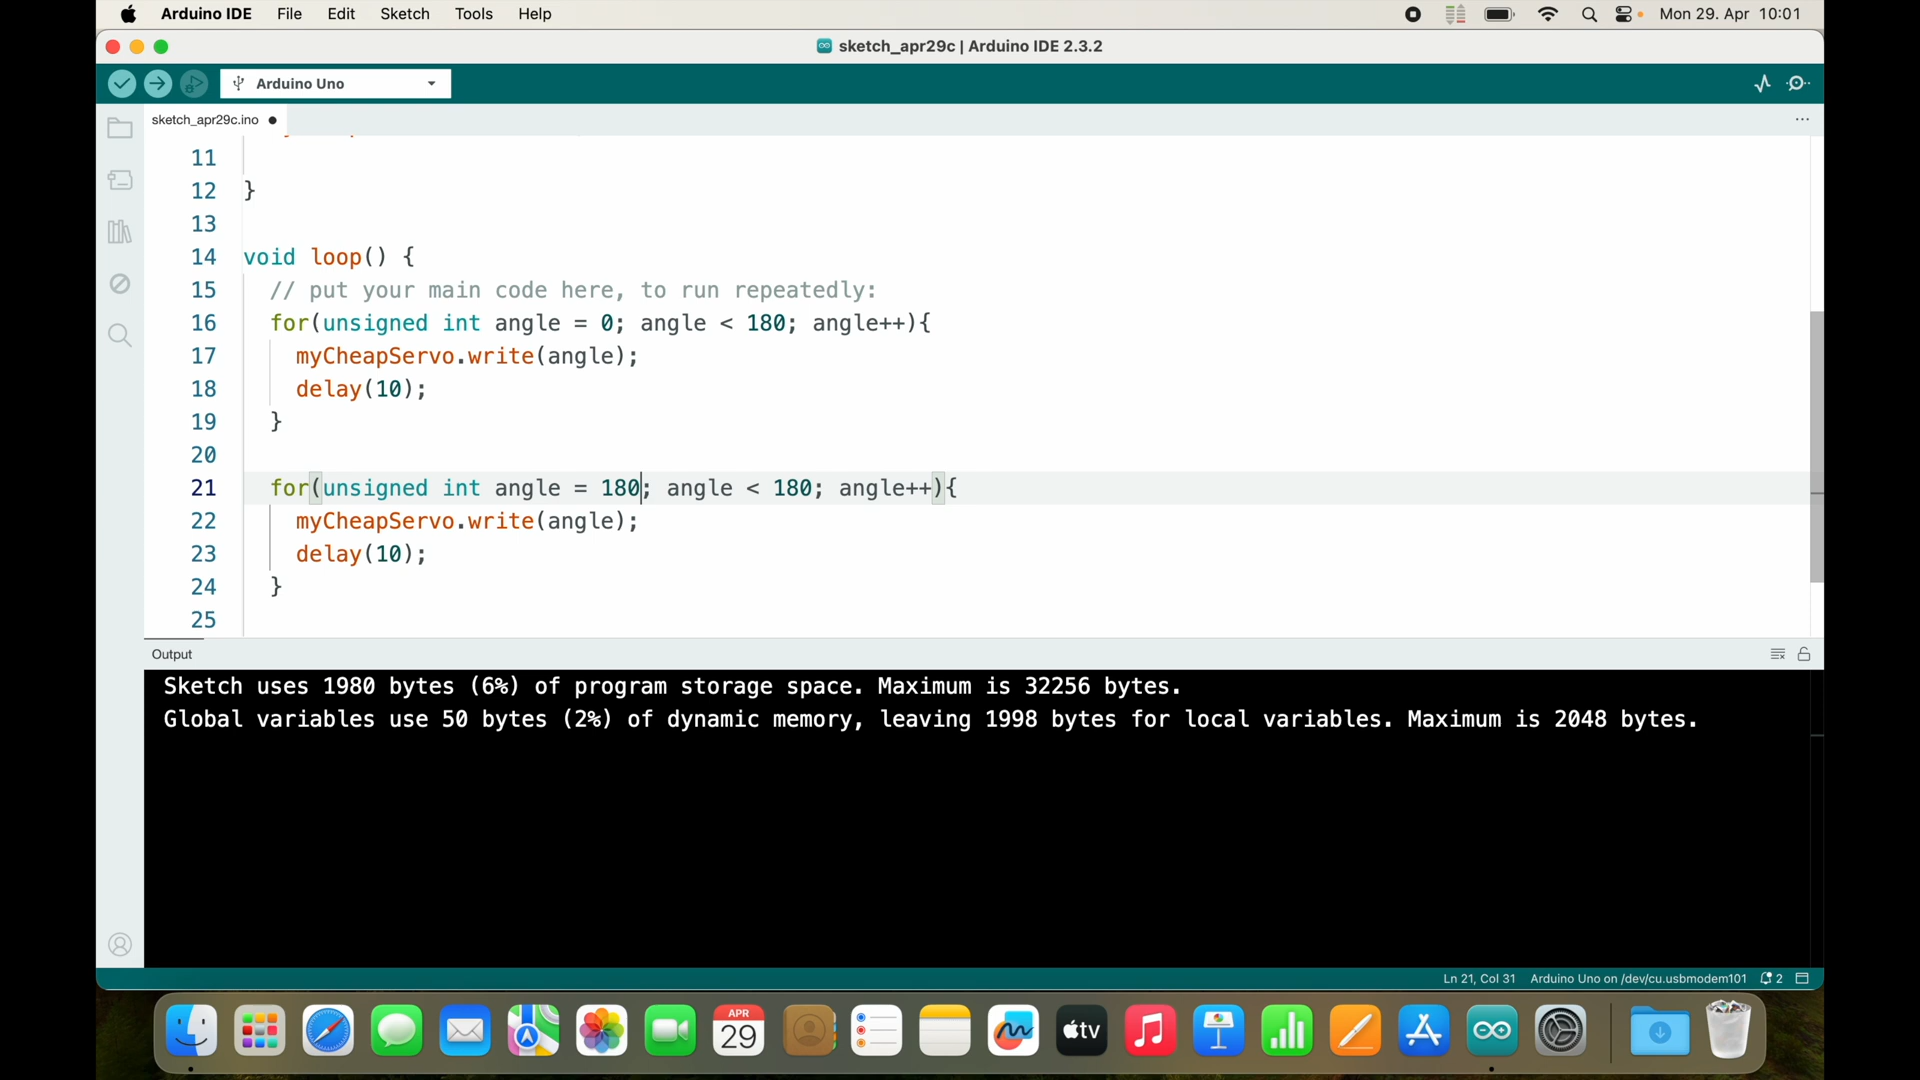 Arduino IDE File Edit Sketch Tools Help Mon 29. Apr 10:01
sketch_apr29c | Arduino IDE 2.3.2
Arduino Uno
sketch_apr29c.ino
11
12 }
13
14 void loop() {
15 // put your main code here, to run repeatedly:
16 for(unsigned int angle = 0; angle < 180; angle++){
17 myCheapServo.write(angle);
18 delay(10);
19 }
20
21 for(unsigned int angle = 180; angle < 180; angle++){
22 myCheapServo.write(angle);
23 delay(10);
24 }
25
Output
Sketch uses 1980 bytes (6%) of program storage space. Maximum is 32256 bytes.
Global variables use 50 bytes (2%) of dynamic memory, leaving 1998 bytes for local variables. Maximum is 2048 bytes.
Ln 21, Col 31 Arduino Uno on /dev/cu.usbmodem101 2
APR
29
tv